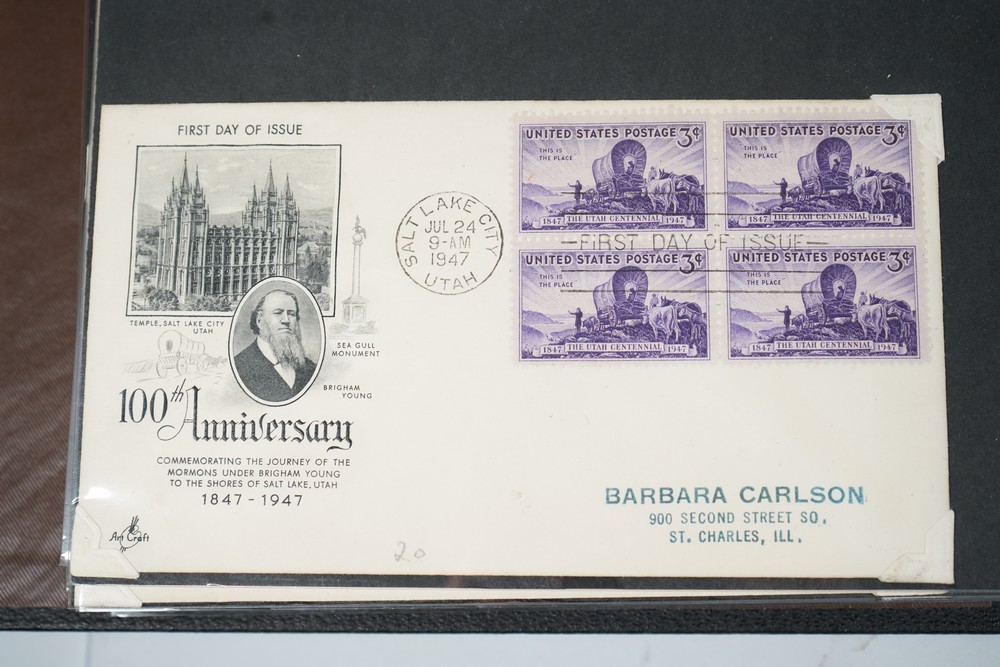 FIRST DAY OF ISSUE
TEMPLE, SALT LAKE CITY
UTAH
SEA GULL
MONUMENT
BRIGHAM
YOUNG
100th Anniversary
COMMEMORATING THE JOURNEY OF THE
MORMONS UNDER BRIGHAM YOUNG
TO THE SHORES OF SALT LAKE, UTAH
1847 - 1947
Art Craft
SALT LAKE CITY
JUL 24
9-AM
1947
UTAH
UNITED STATES POSTAGE 3¢
THIS IS
THE PLACE
1847 THE UTAH CENTENNIAL 1947
UNITED STATES POSTAGE 3¢
THIS IS
THE PLACE
1847 THE UTAH CENTENNIAL 1947
—FIRST DAY OF ISSUE—
UNITED STATES POSTAGE 3¢
THIS IS
THE PLACE
1847 THE UTAH CENTENNIAL 1947
UNITED STATES POSTAGE 3¢
THIS IS
THE PLACE
1847 THE UTAH CENTENNIAL 1947
BARBARA CARLSON
900 SECOND STREET SO.
ST. CHARLES, ILL.
20